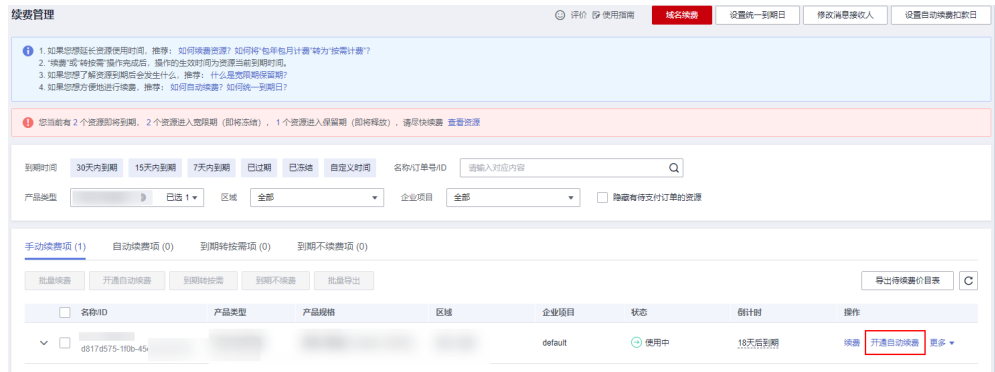 续费管理 评价 使用指南 域名续费 设置统一到期日 修改消息接收人 设置自动续费扣款日
1. 如果您想延长资源使用时间，推荐： 如何续费资源？如何将“包年包月计费”转为“按需计费”？
2. “续费”或“转按需”操作完成后，操作的生效时间为资源当前到期时间。
3. 如果您想了解资源到期后会发生什么，推荐： 什么是宽限期保留期？
4. 如果您想方便地进行续费，推荐： 如何自动续费？如何统一到期日？
您当前有 2 个资源即将到期， 2 个资源进入宽限期（即将冻结）， 1 个资源进入保留期（即将释放），请尽快续费 查看资源
到期时间 30天内到期 15天内到期 7天内到期 已过期 已冻结 自定义时间 名称/订单号/ID 请输入对应内容
产品类型 已选 1 区域 全部 企业项目 全部 隐藏有待支付订单的资源
手动续费项 (1) 自动续费项 (0) 到期转按需项 (0) 到期不续费项 (0)
批量续费 开通自动续费 到期转按需 到期不续费 批量导出 导出待续费价目表
名称/ID 产品类型 产品规格 区域 企业项目 状态 倒计时 操作
d817d575-1f0b-45 default 使用中 18天后到期 续费 开通自动续费 更多